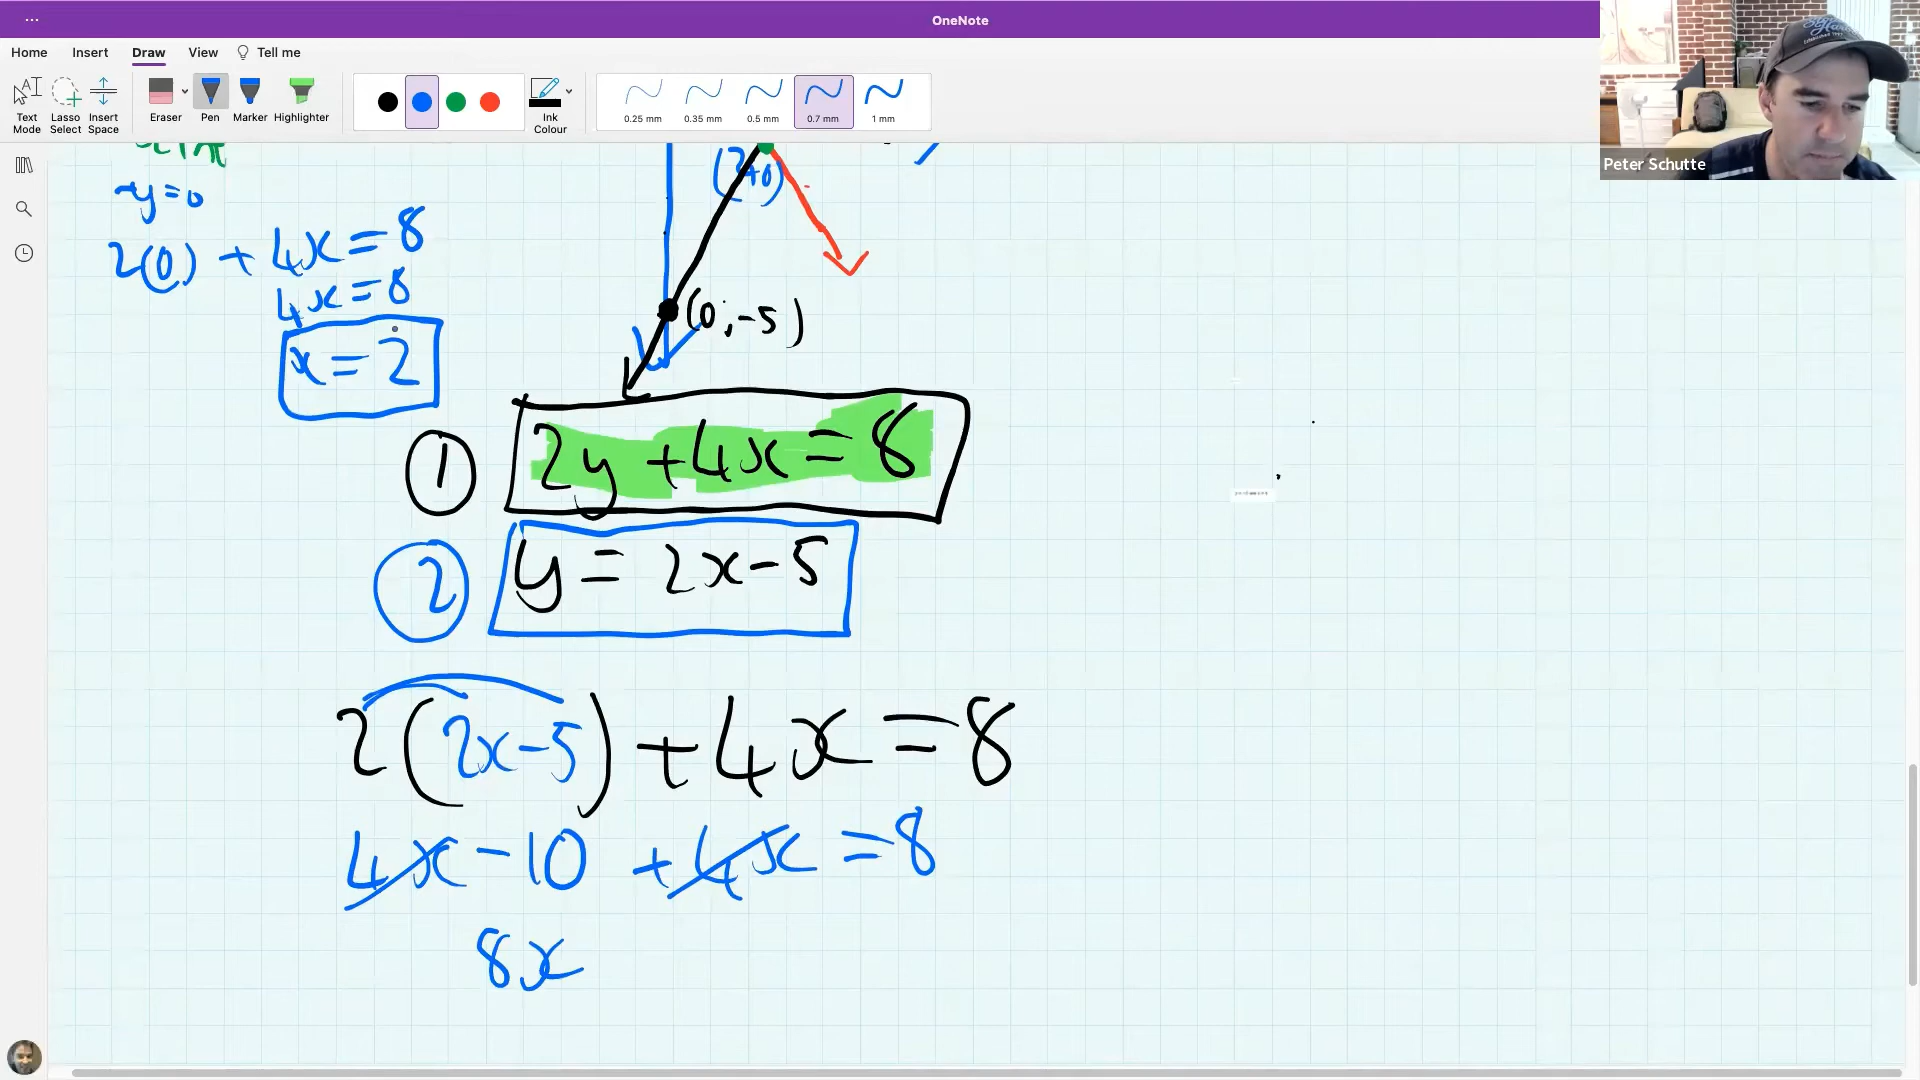 OneNote
Home Insert Draw View Tell me
Text Mode
Lasso Select
Insert Space
Eraser
Pen
Marker
Highlighter
Ink Colour
0.25 mm
0.35 mm
0.5 mm
0.7 mm
1 mm
Peter Schutte
y=0
2(0) + 4x = 8
4x = 8
x = 2
(0;-5)
1 2y + 4x = 8
2 y = 2x - 5
2(2x-5) + 4x = 8
4x - 10 + 4x = 8
8x